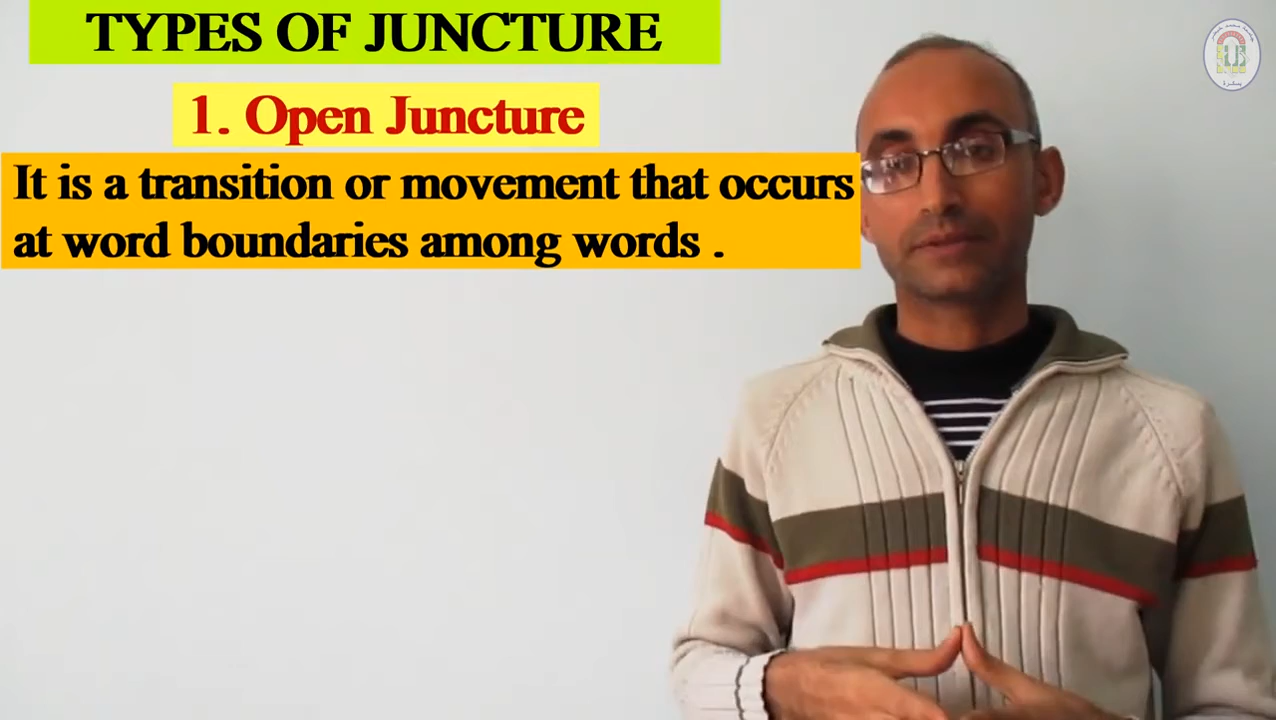 TYPES OF JUNCTURE
1. Open Juncture
It is a transition or movement that occurs
at word boundaries among words .